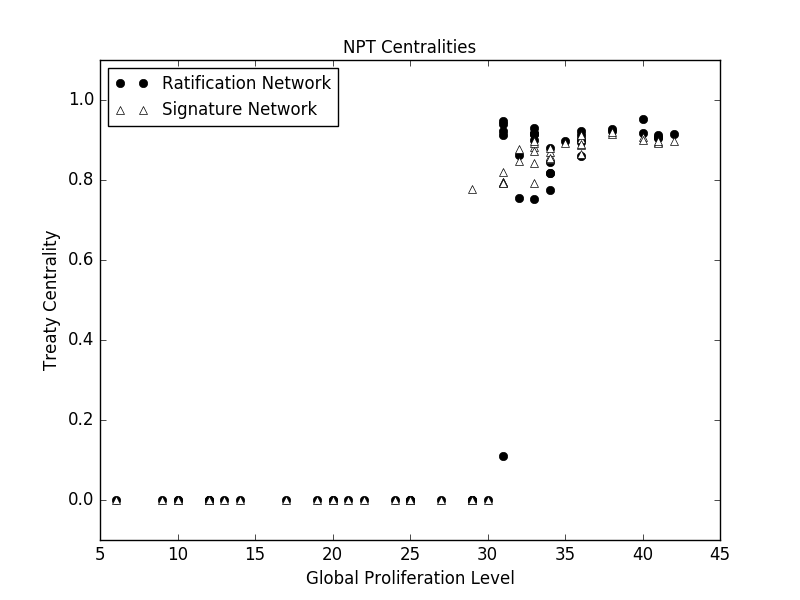 NPT Centralities
Ratification Network
Signature Network
Treaty Centrality
1.0
0.8
0.6
0.4
0.2
0.0
5 10 15 20 25 30 35 40 45
Global Proliferation Level